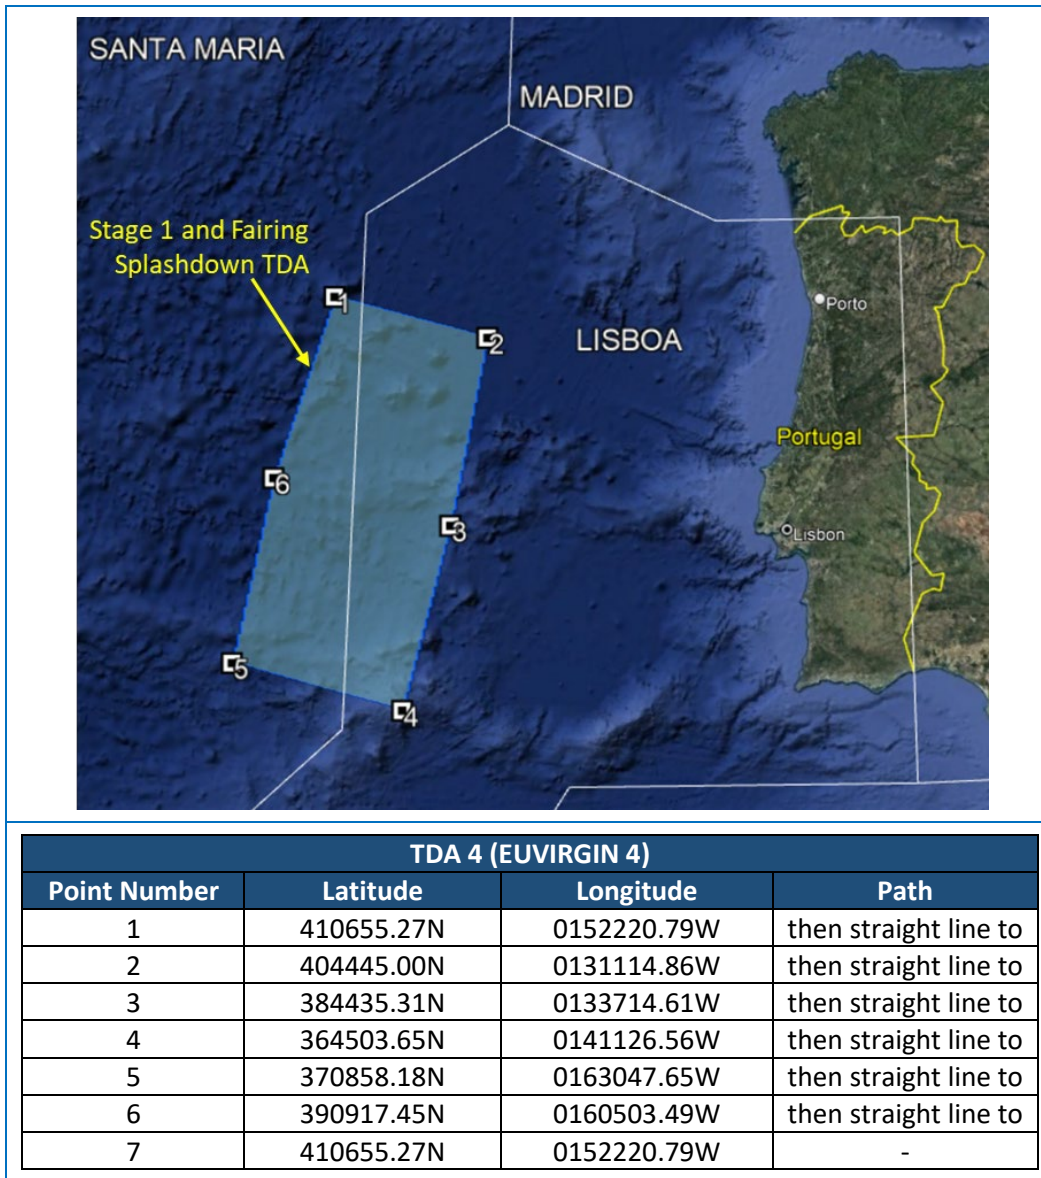 SANTA MARIA
MADRID
Stage 1 and Fairing
Splashdown TDA
1
2
LISBOA
Porto
Portugal
6
3
Lisbon
5
4
TDA 4 (EUVIRGIN 4)
Point Number Latitude Longitude Path
1 410655.27N 0152220.79W then straight line to
2 404445.00N 0131114.86W then straight line to
3 384435.31N 0133714.61W then straight line to
4 364503.65N 0141126.56W then straight line to
5 370858.18N 0163047.65W then straight line to
6 390917.45N 0160503.49W then straight line to
7 410655.27N 0152220.79W -